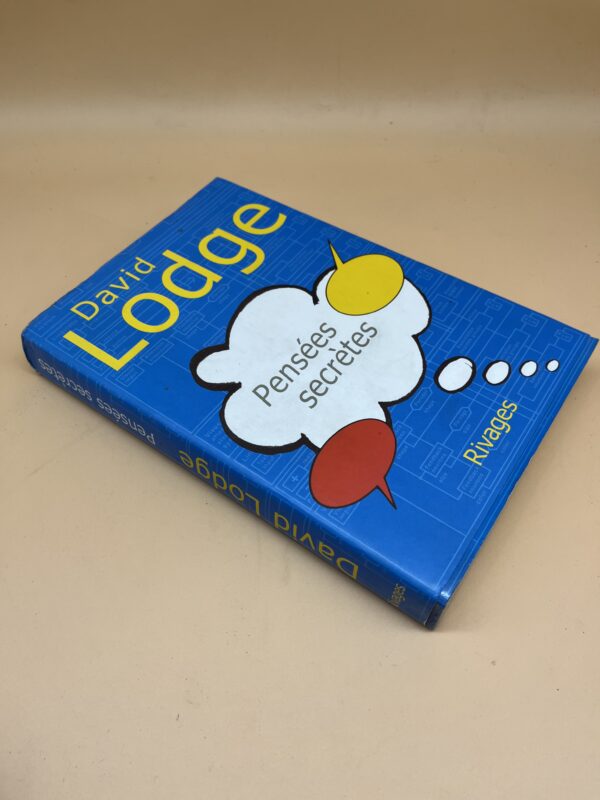 David
Lodge
Pensées
secrètes
Rivages
Pensées secrètes
David Lodge
Rivages